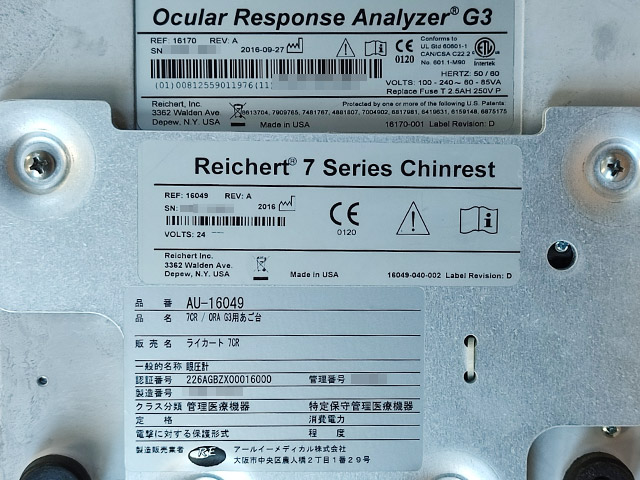 Ocular Response Analyzer® G3
REF: 16170 REV: A
SN
2016-09-27
CE 0120
Conforms to
UL Std 60601-1
CAN/CSA C22.2
No. 601.1-M90
Intertek
(01)00812559011976(11)
HERTZ: 50 / 60
VOLTS: 100 - 240~ 60 - 85VA
Replace Fuse T 2.5AH 250V P
Reichert, Inc.
3362 Walden Ave.
Depew, N.Y. USA
Made in USA
Protected by one or more of the following U.S. Patents:
7909765, 7481767, 4881807, 7004902, 6817981, 6419631, 6159148, 6875175
16170-001 Label Revision: D
Reichert® 7 Series Chinrest
REF: 16049 REV: A
SN:
2016
VOLTS: 24
CE 0120
Reichert Inc.
3362 Walden Ave.
Depew, N.Y. USA
Made in USA
16049-040-002 Label Revision: D
品 番 AU-16049
品 名 7CR / ORA G3用あご台
販 売 名 ライカート 7CR
一般的名称 眼圧計
認証番号 226AGBZX00016000 管理番号
製造番号
クラス分類 管理医療機器 特定保守管理医療機器
定 格 消費電力
電撃に対する保護形式 程 度
製造販売業者 アールイーメディカル株式会社
大阪市中央区農人橋2丁目1番29号